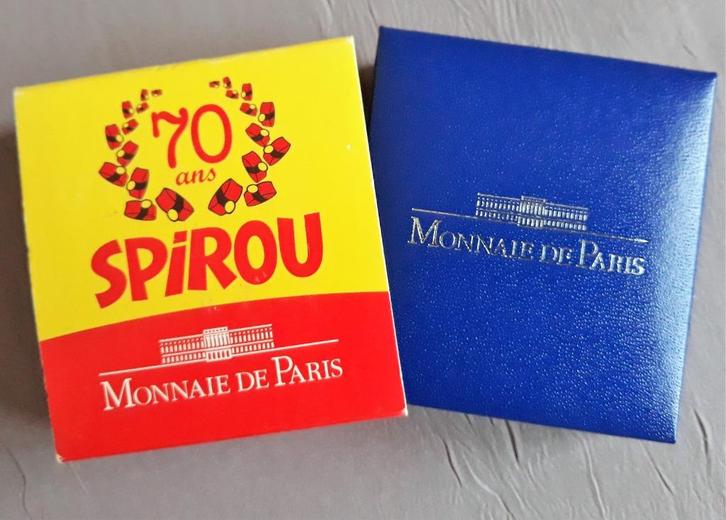 70
ans
SPiROU
MONNAIE DE PARIS
MONNAIE DE PARIS